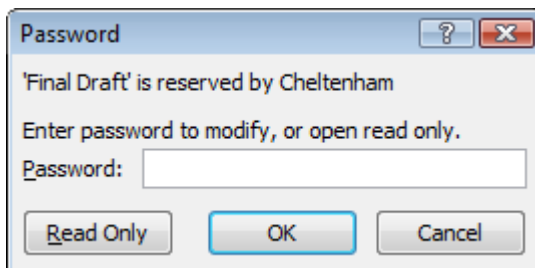 Password
'Final Draft' is reserved by Cheltenham
Enter password to modify, or open read only.
Password:
Read Only OK Cancel